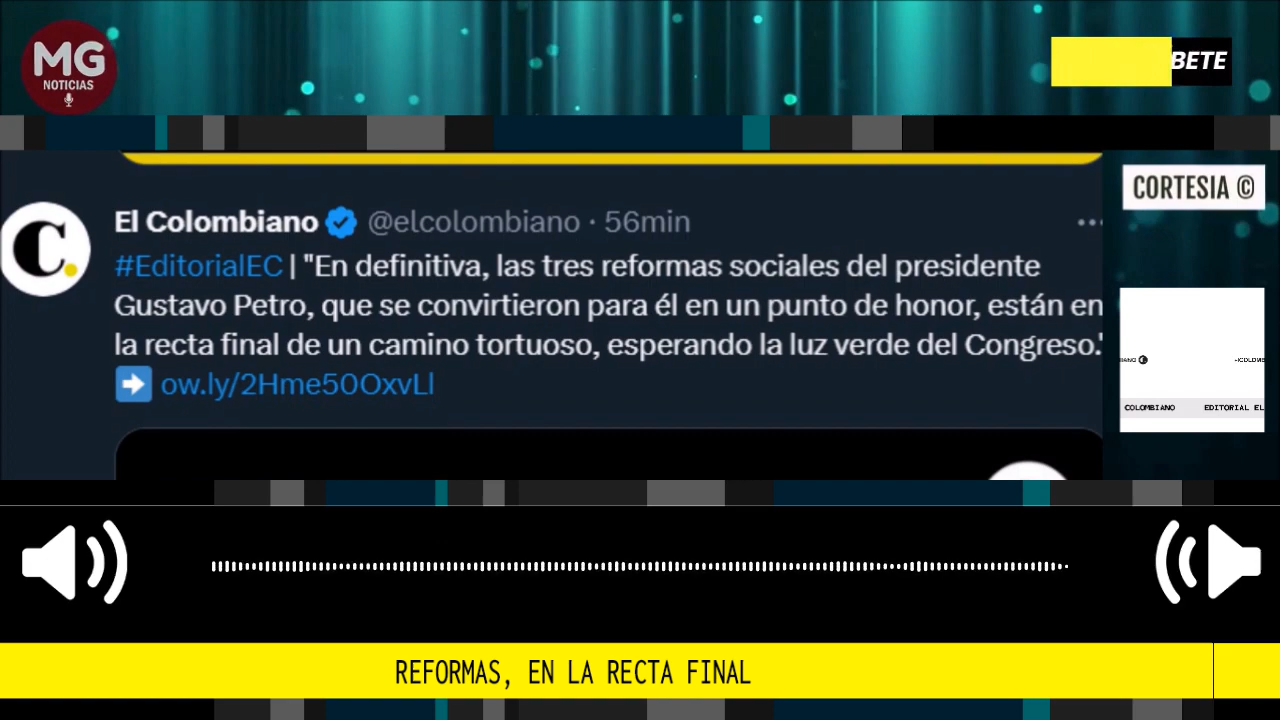 MG
NOTICIAS
BETE
CORTESIA ©
El Colombiano @elcolombiano · 56min
#EditorialEC | "En definitiva, las tres reformas sociales del presidente
Gustavo Petro, que se convirtieron para él en un punto de honor, están en
la recta final de un camino tortuoso, esperando la luz verde del Congreso."
ow.ly/2Hme50OxvLl
COLOMBIANO EDITORIAL EL
REFORMAS, EN LA RECTA FINAL